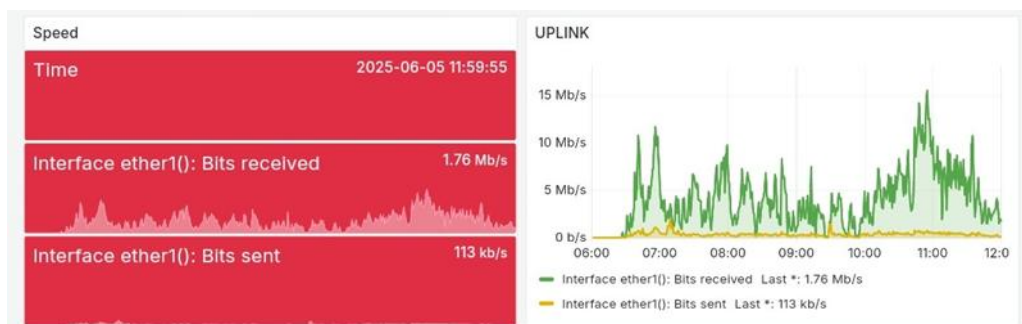 Speed
TIme 2025-06-05 11:59:55
Interface ether1(): Bits received 1.76 Mb/s
Interface ether1(): Bits sent 113 kb/s
UPLINK
15 Mb/s
10 Mb/s
5 Mb/s
0 b/s
06:00 07:00 08:00 09:00 10:00 11:00 12:0
Interface ether1(): Bits received Last *: 1.76 Mb/s
Interface ether1(): Bits sent Last *: 113 kb/s